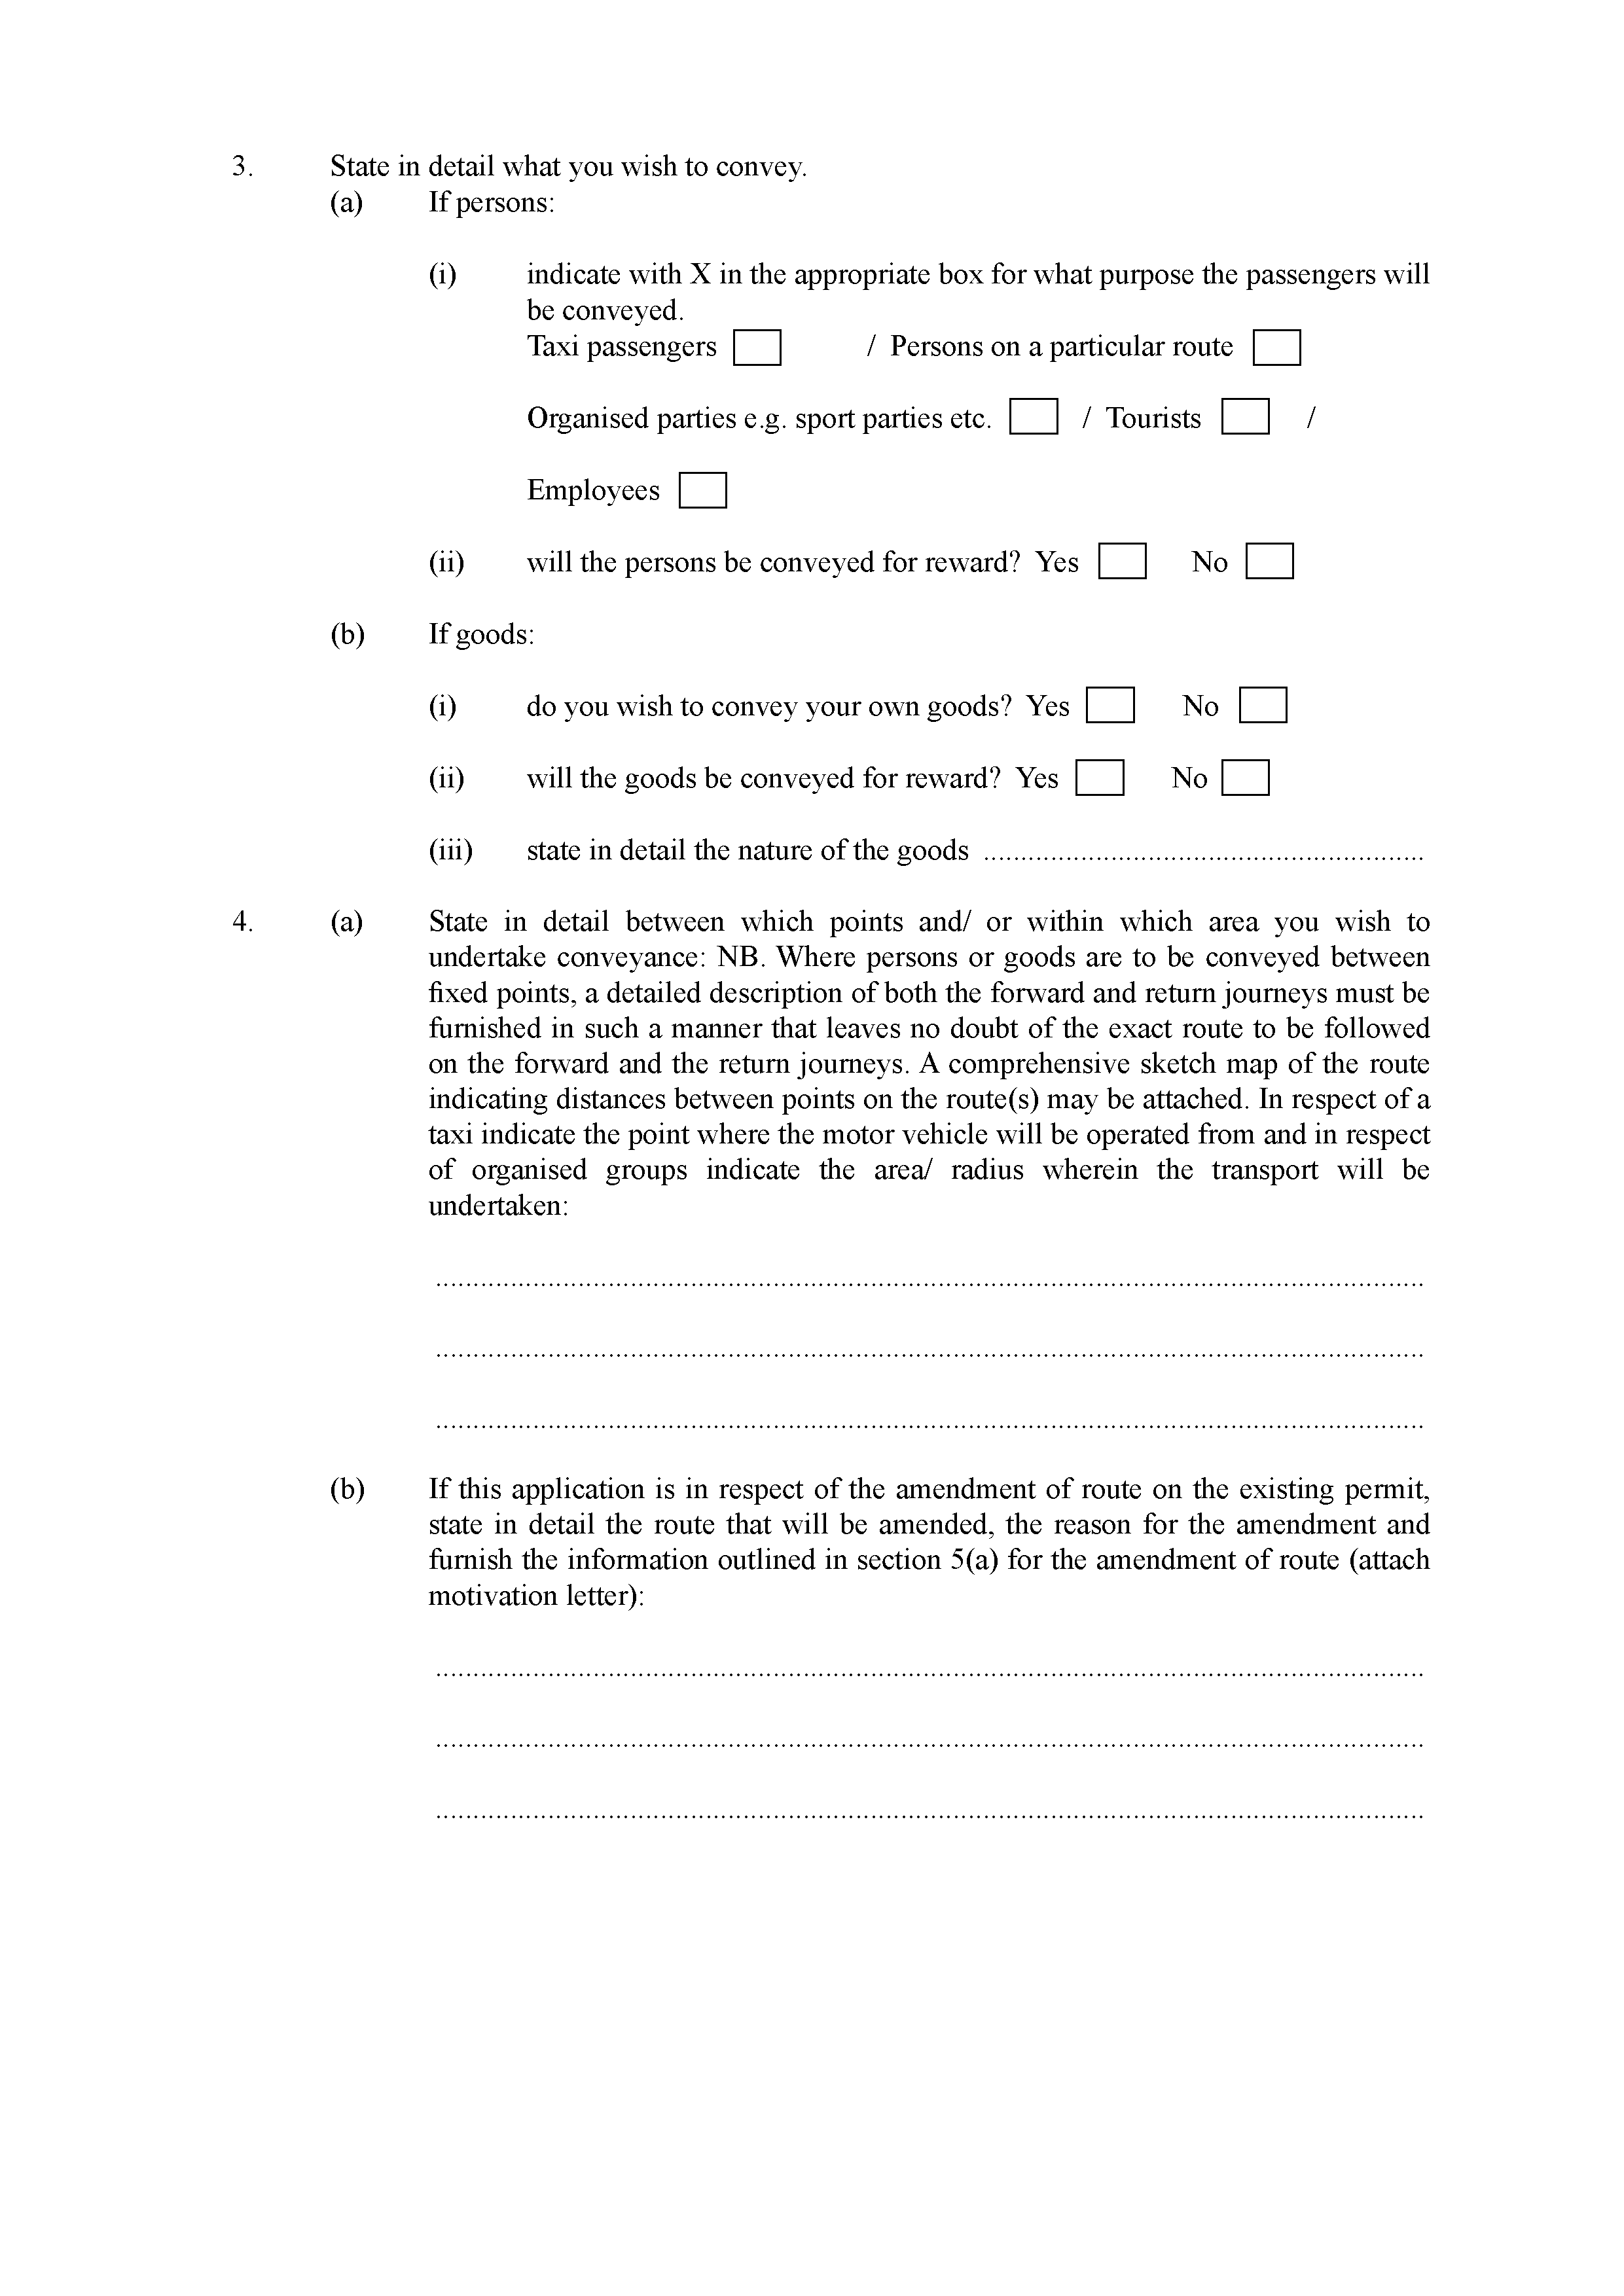 3. State in detail what you wish to convey.
(a) If persons:
(i) indicate with X in the appropriate box for what purpose the passengers will
be conveyed.
Taxi passengers / Persons on a particular route
Organised parties e.g. sport parties etc. / Tourists /
Employees
(ii) will the persons be conveyed for reward? Yes No
(b) If goods:
(i) do you wish to convey your own goods? Yes No
(ii) will the goods be conveyed for reward? Yes No
(iii) state in detail the nature of the goods ..........................................................
4. (a) State in detail between which points and/ or within which area you wish to
undertake conveyance: NB. Where persons or goods are to be conveyed between
fixed points, a detailed description of both the forward and return journeys must be
furnished in such a manner that leaves no doubt of the exact route to be followed
on the forward and the return journeys. A comprehensive sketch map of the route
indicating distances between points on the route(s) may be attached. In respect of a
taxi indicate the point where the motor vehicle will be operated from and in respect
of organised groups indicate the area/ radius wherein the transport will be
undertaken:
....................................................................................................................................
....................................................................................................................................
....................................................................................................................................
(b) If this application is in respect of the amendment of route on the existing permit,
state in detail the route that will be amended, the reason for the amendment and
furnish the information outlined in section 5(a) for the amendment of route (attach
motivation letter):
....................................................................................................................................
....................................................................................................................................
....................................................................................................................................